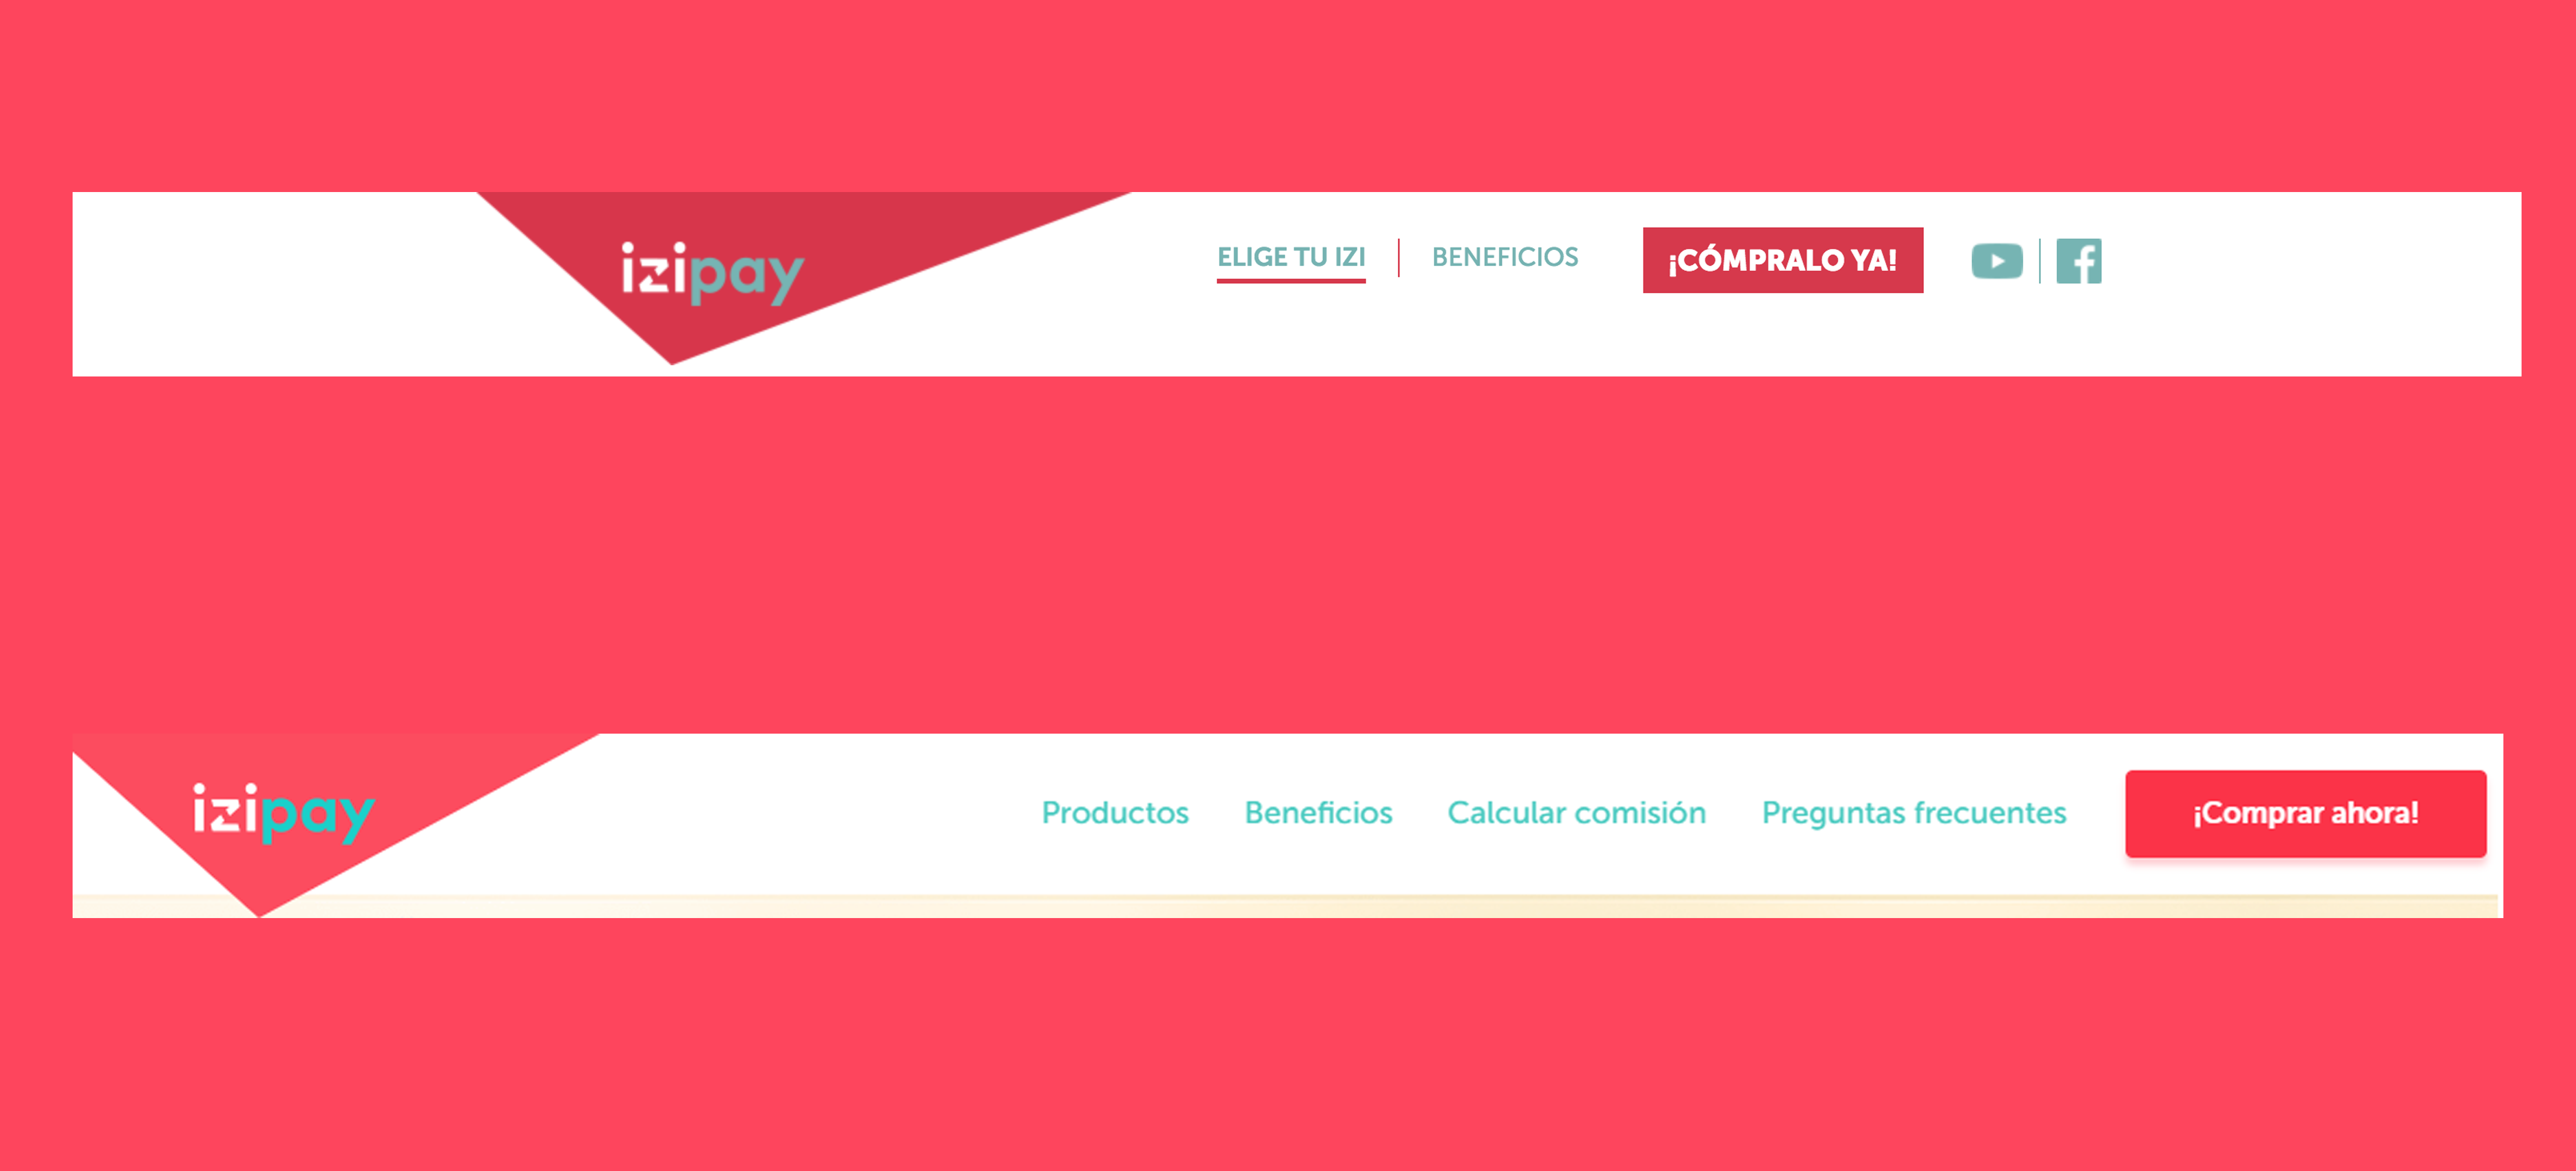 izipay
ELIGE TU IZI
BENEFICIOS
¡CÓMPRALO YA!
izipay
Productos
Beneficios
Calcular comisión
Preguntas frecuentes
¡Comprar ahora!